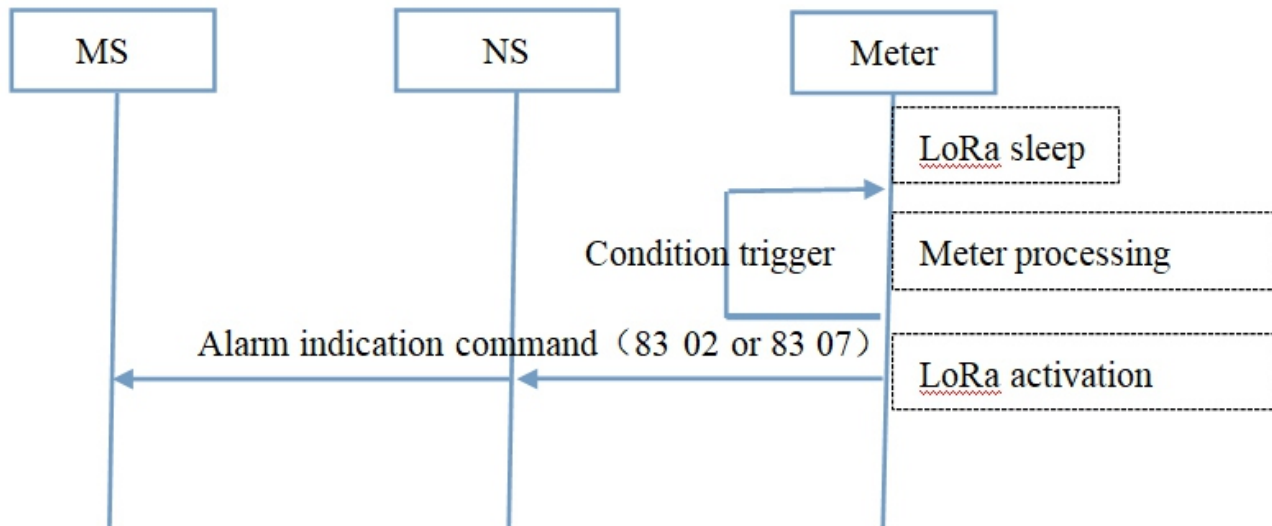 MS
NS
Meter
LoRa sleep
Condition trigger
Meter processing
Alarm indication command（83 02 or 83 07）
LoRa activation